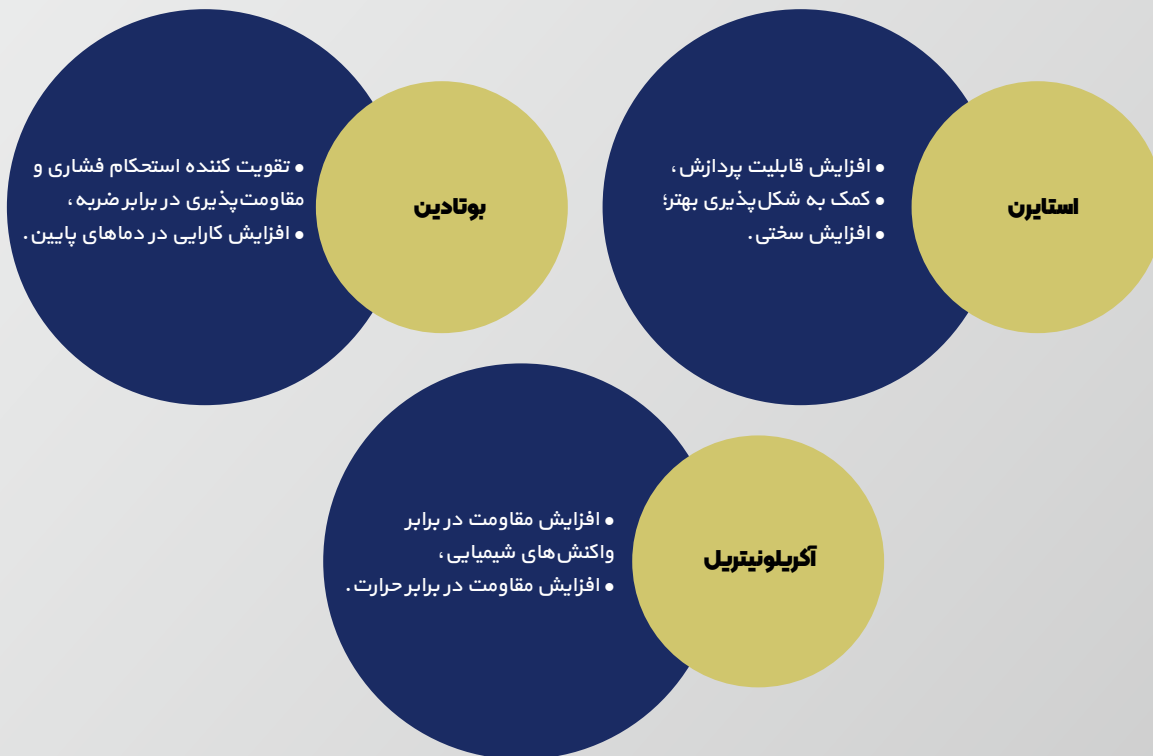 استایرن
• افزایش قابلیت پردازش،
• کمک به شکل‌پذیری بهتر؛
• افزایش سختی.
بوتادین
• تقویت کننده استحکام فشاری و
مقاومت‌پذیری در برابر ضربه،
• افزایش کارایی در دماهای پایین.
آکریلونیتریل
• افزایش مقاومت در برابر
واکنش‌های شیمیایی،
• افزایش مقاومت در برابر حرارت.